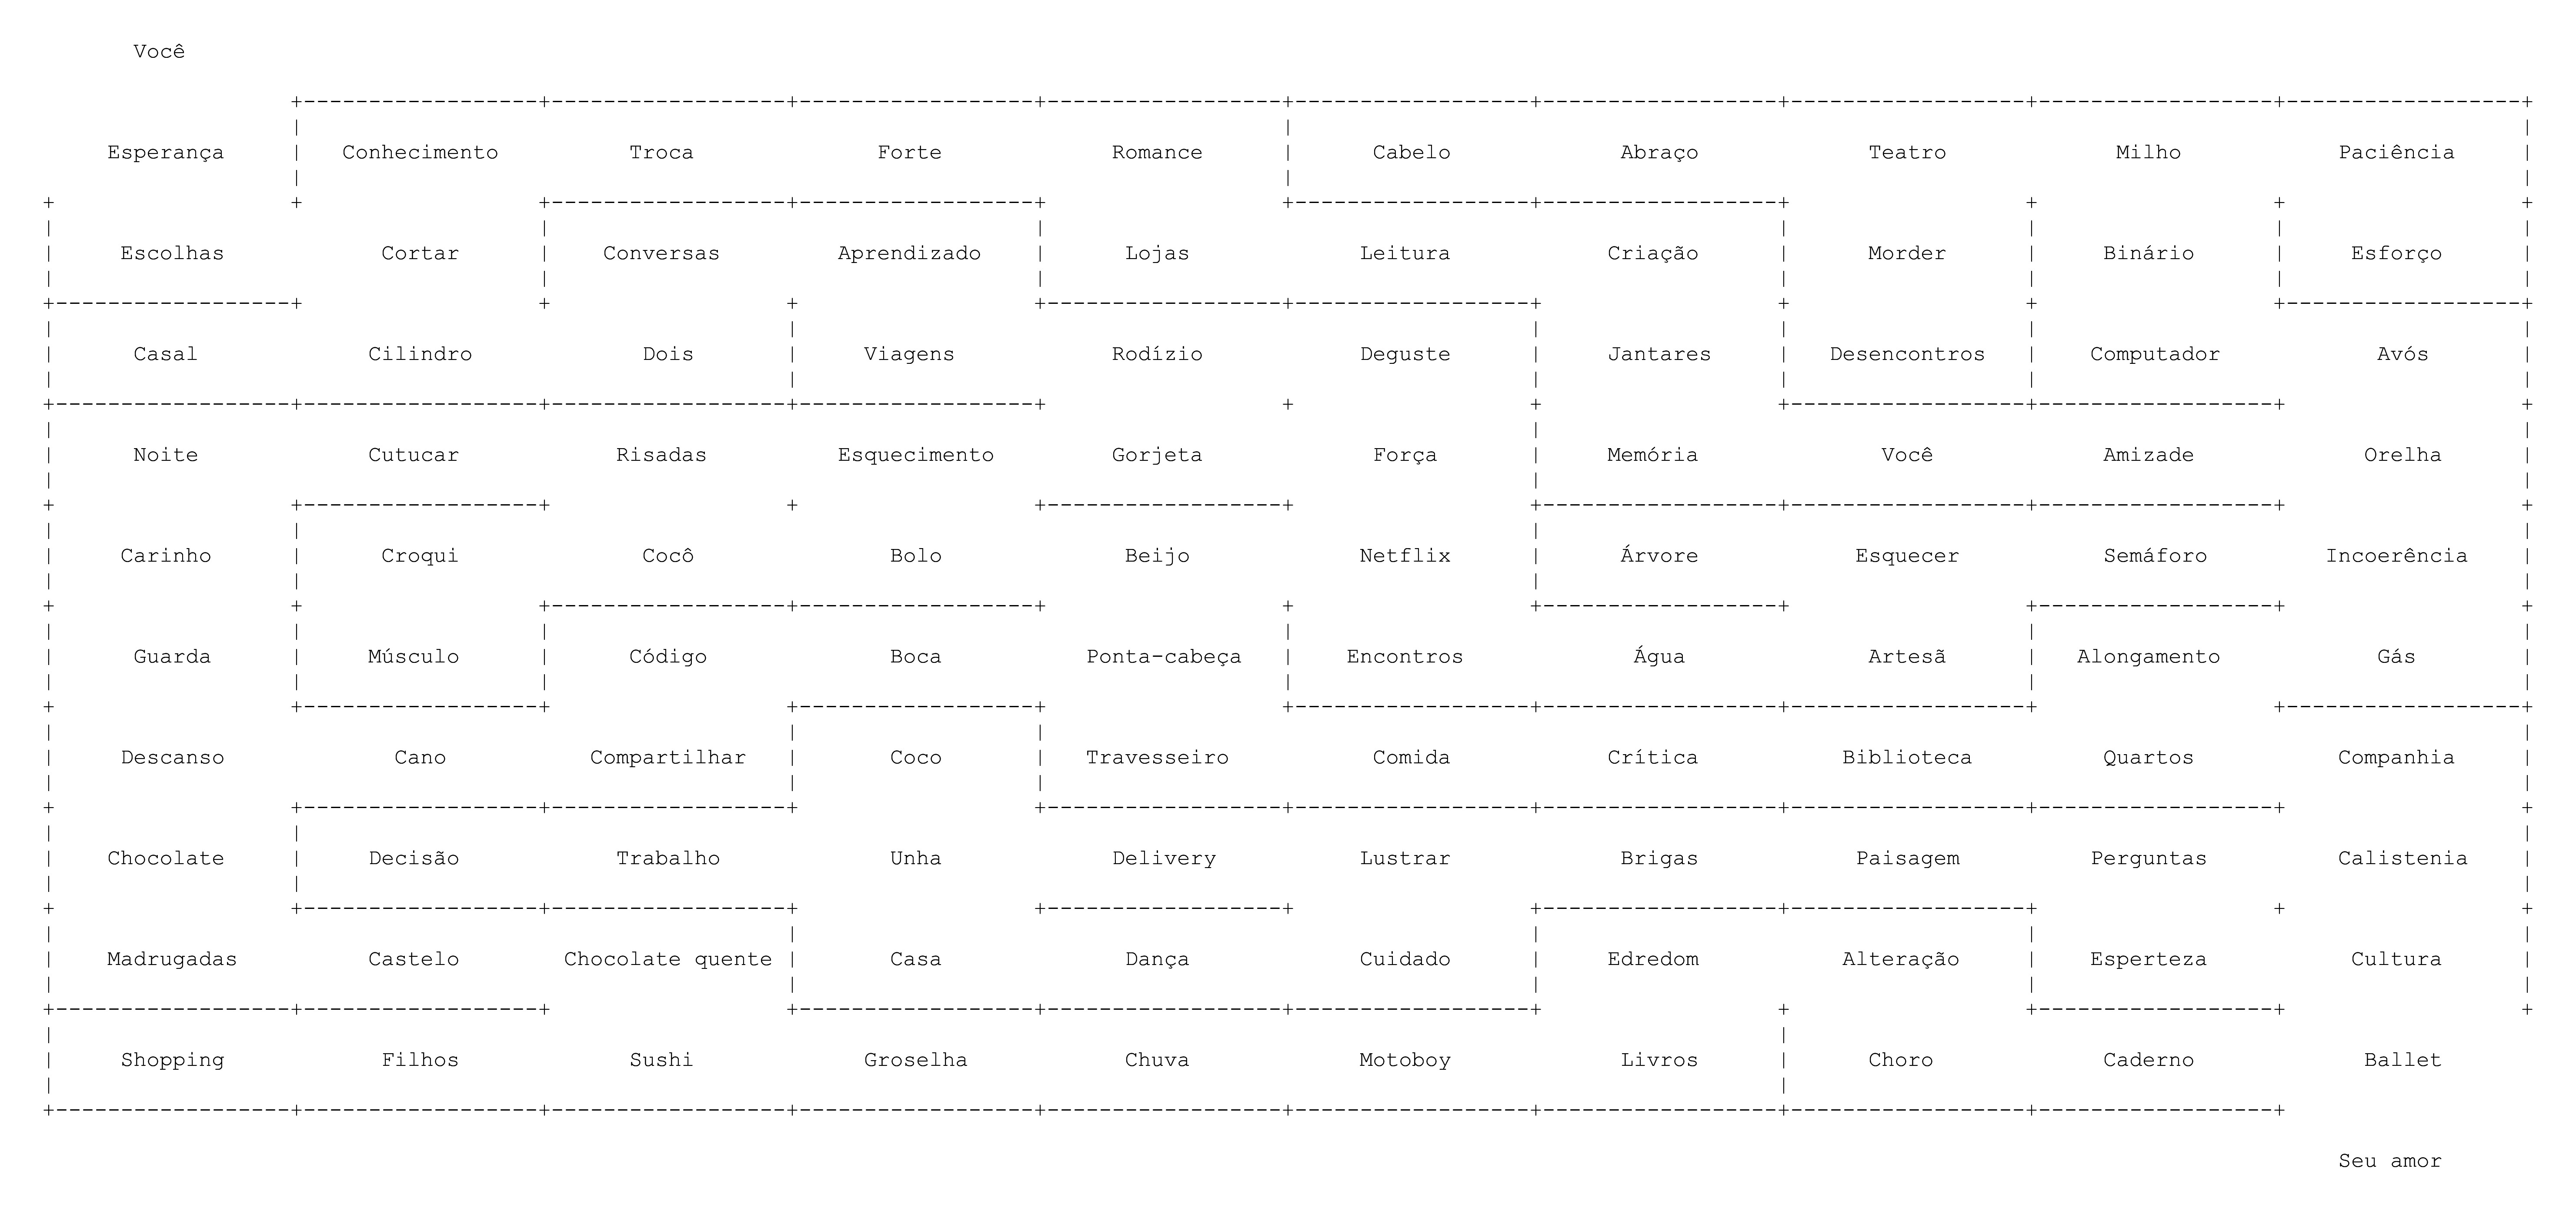 Você
Esperança Conhecimento Troca Forte Romance Cabelo Abraço Teatro Milho Paciência
Escolhas Cortar Conversas Aprendizado Lojas Leitura Criação Morder Binário Esforço
Casal Cilindro Dois Viagens Rodízio Deguste Jantares Desencontros Computador Avós
Noite Cutucar Risadas Esquecimento Gorjeta Força Memória Você Amizade Orelha
Carinho Croqui Cocô Bolo Beijo Netflix Árvore Esquecer Semáforo Incoerência
Guarda Músculo Código Boca Ponta-cabeça Encontros Água Artesã Alongamento Gás
Descanso Cano Compartilhar Coco Travesseiro Comida Crítica Biblioteca Quartos Companhia
Chocolate Decisão Trabalho Unha Delivery Lustrar Brigas Paisagem Perguntas Calistenia
Madrugadas Castelo Chocolate quente Casa Dança Cuidado Edredom Alteração Esperteza Cultura
Shopping Filhos Sushi Groselha Chuva Motoboy Livros Choro Caderno Ballet
Seu amor